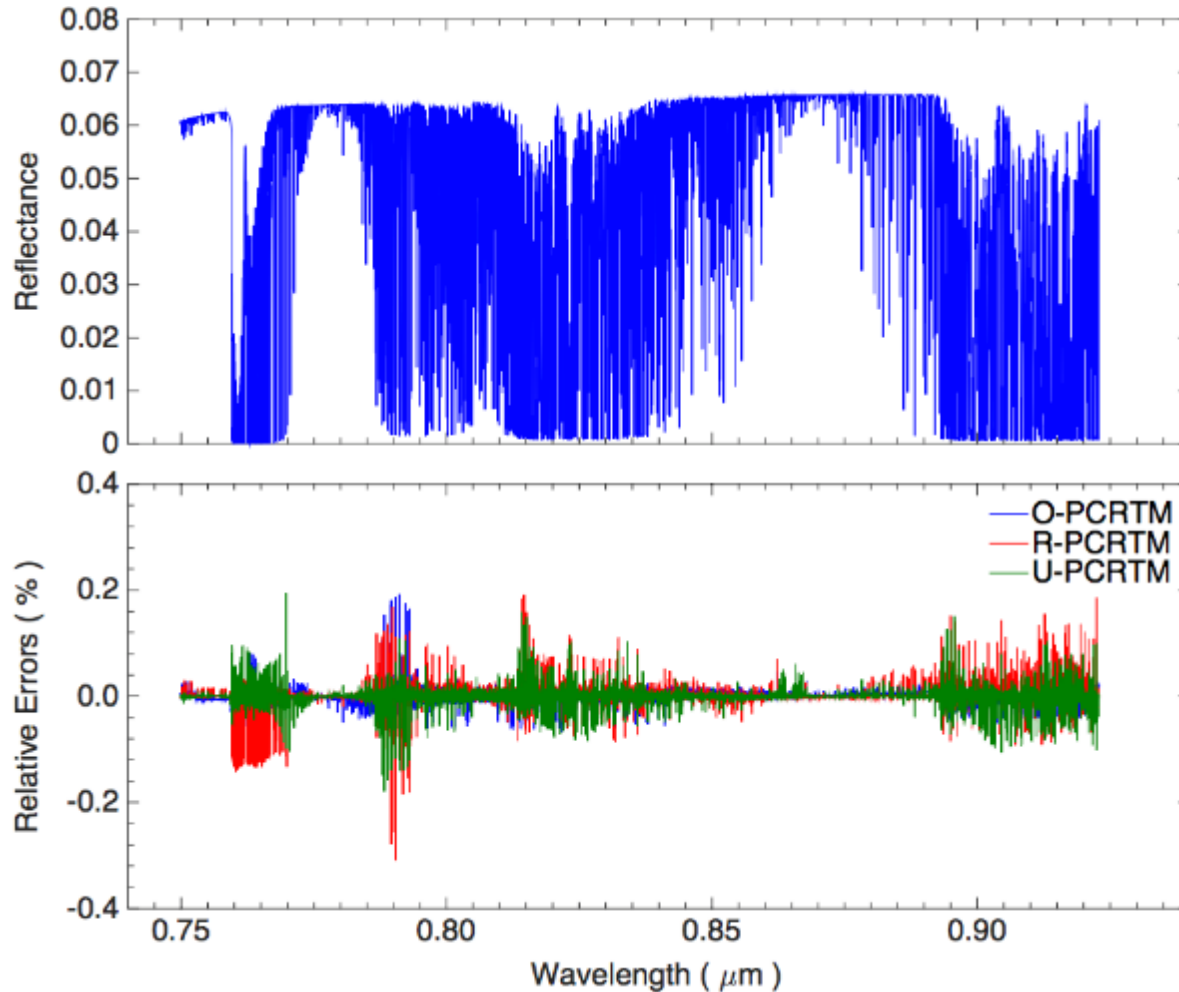 0.08
0.07
0.06
0.05
0.04
0.03
0.02
0.01
0
Reflectance
0.4
0.2
0.0
-0.2
-0.4
Relative Errors ( % )
O-PCRTM
R-PCRTM
U-PCRTM
0.75 0.80 0.85 0.90
Wavelength ( μm )